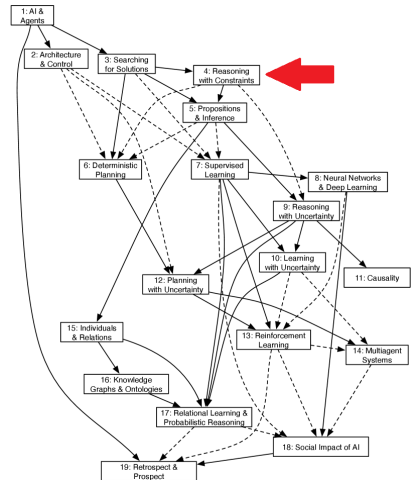 1: AI &
Agents
2: Architecture
& Control
3: Searching
for Solutions
4: Reasoning
with Constraints
5: Propositions
& Inference
6: Deterministic
Planning
7: Supervised
Learning
8: Neural Networks
& Deep Learning
9: Reasoning
with Uncertainty
10: Learning
with Uncertainty
11: Causality
12: Planning
with Uncertainty
13: Reinforcement
Learning
14: Multiagent
Systems
15: Individuals
& Relations
16: Knowledge
Graphs & Ontologies
17: Relational Learning &
Probabilistic Reasoning
18: Social Impact of AI
19: Retrospect &
Prospect